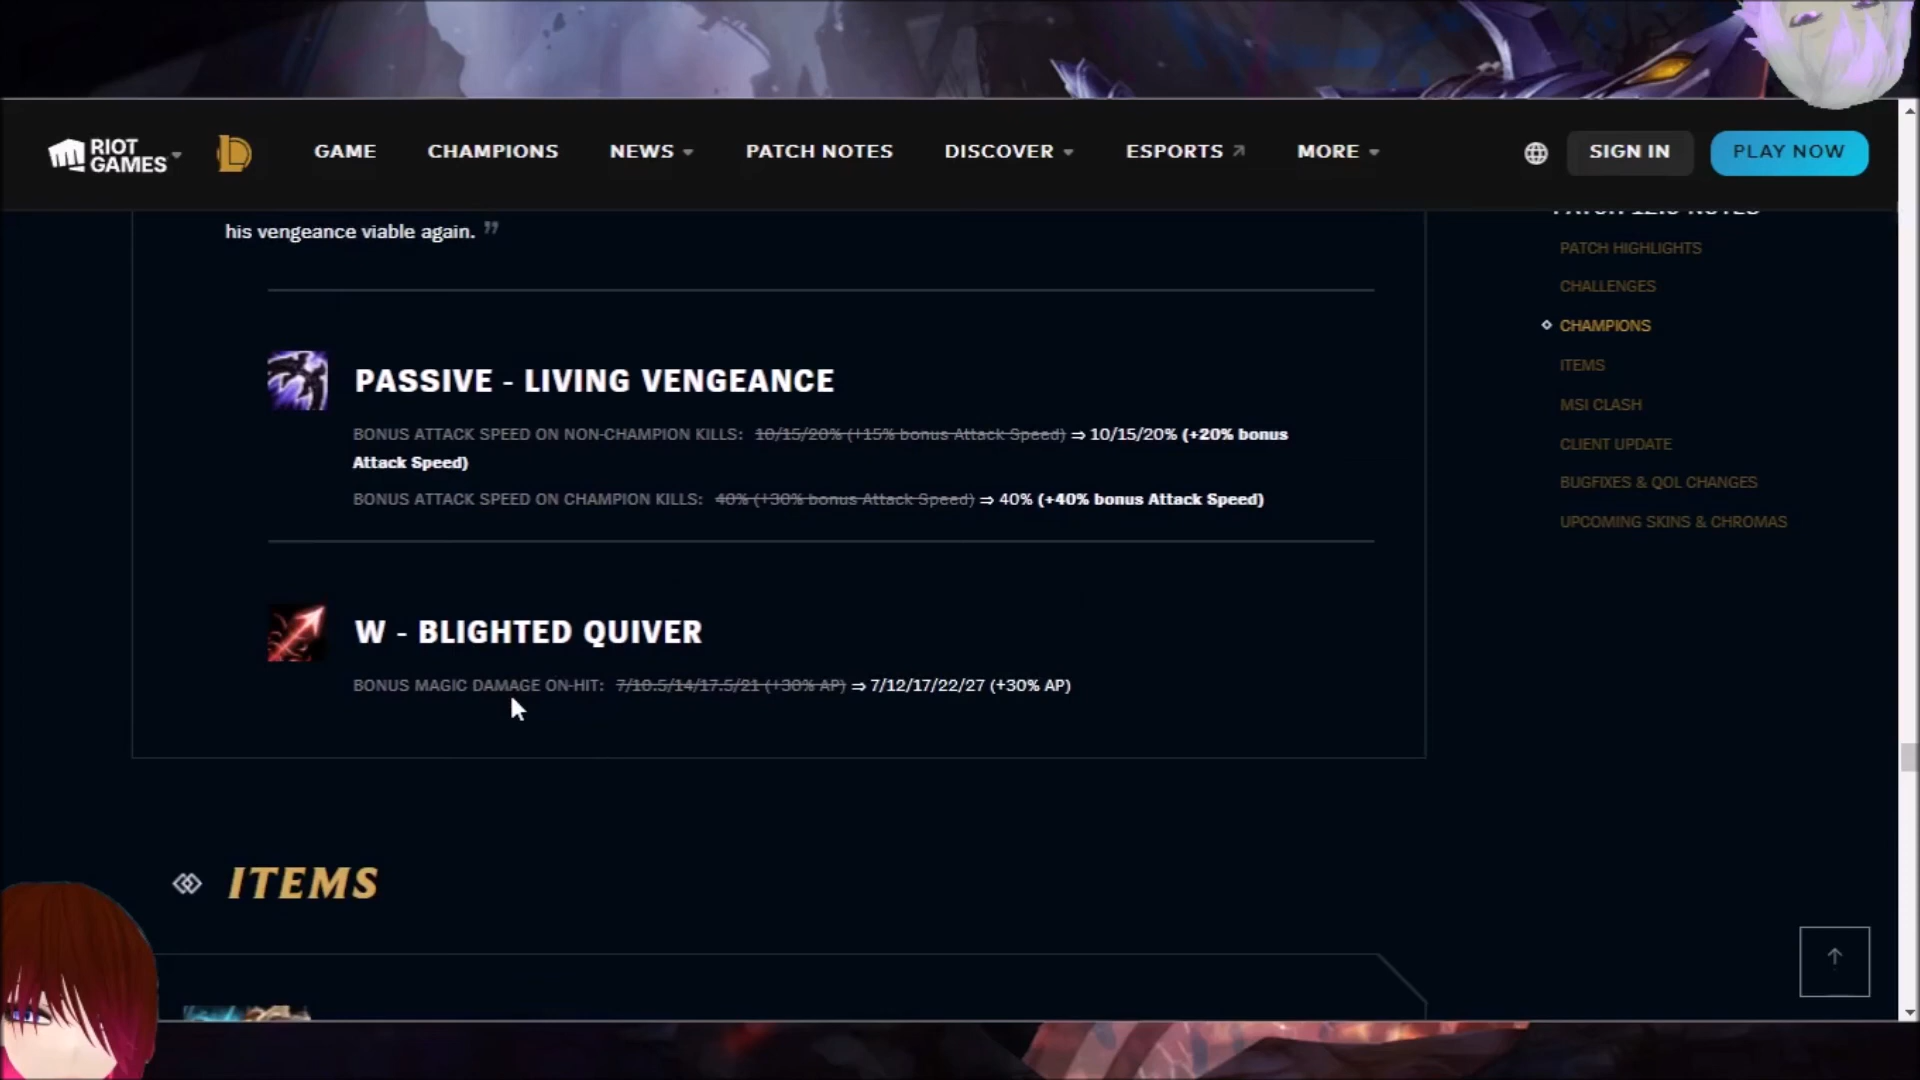 RIOT GAMES
GAME
CHAMPIONS
NEWS
PATCH NOTES
DISCOVER
ESPORTS
MORE
SIGN IN
PLAY NOW
his vengeance viable again. ”
PASSIVE - LIVING VENGEANCE
BONUS ATTACK SPEED ON NON-CHAMPION KILLS: 10/15/20% (+15% bonus Attack Speed) ⇒ 10/15/20% (+20% bonus
Attack Speed)
BONUS ATTACK SPEED ON CHAMPION KILLS: 40% (+30% bonus Attack Speed) ⇒ 40% (+40% bonus Attack Speed)
W - BLIGHTED QUIVER
BONUS MAGIC DAMAGE ON-HIT: 7/10.5/14/17.5/21 (+30% AP) ⇒ 7/12/17/22/27 (+30% AP)
ITEMS
PATCH HIGHLIGHTS
CHALLENGES
CHAMPIONS
ITEMS
MSI CLASH
CLIENT UPDATE
BUGFIXES & QOL CHANGES
UPCOMING SKINS & CHROMAS